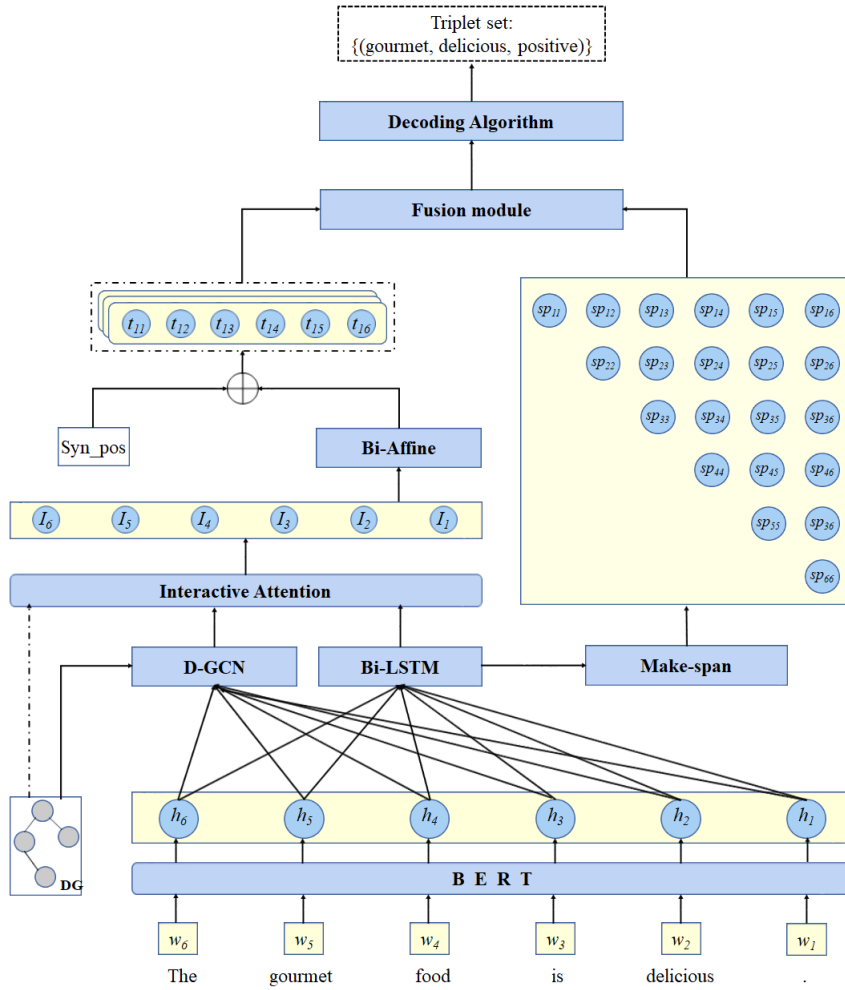 Triplet set:
{(gourmet, delicious, positive)}
Decoding Algorithm
Fusion module
t11 t12 t13 t14 t15 t16
sp11 sp12 sp13 sp14 sp15 sp16
sp22 sp23 sp24 sp25 sp26
sp33 sp34 sp35 sp36
sp44 sp45 sp46
sp55 sp36
sp66
Syn_pos
Bi-Affine
I6 I5 I4 I3 I2 I1
Interactive Attention
D-GCN Bi-LSTM Make-span
h6 h5 h4 h3 h2 h1
DG
B E R T
w6 w5 w4 w3 w2 w1
The gourmet food is delicious .